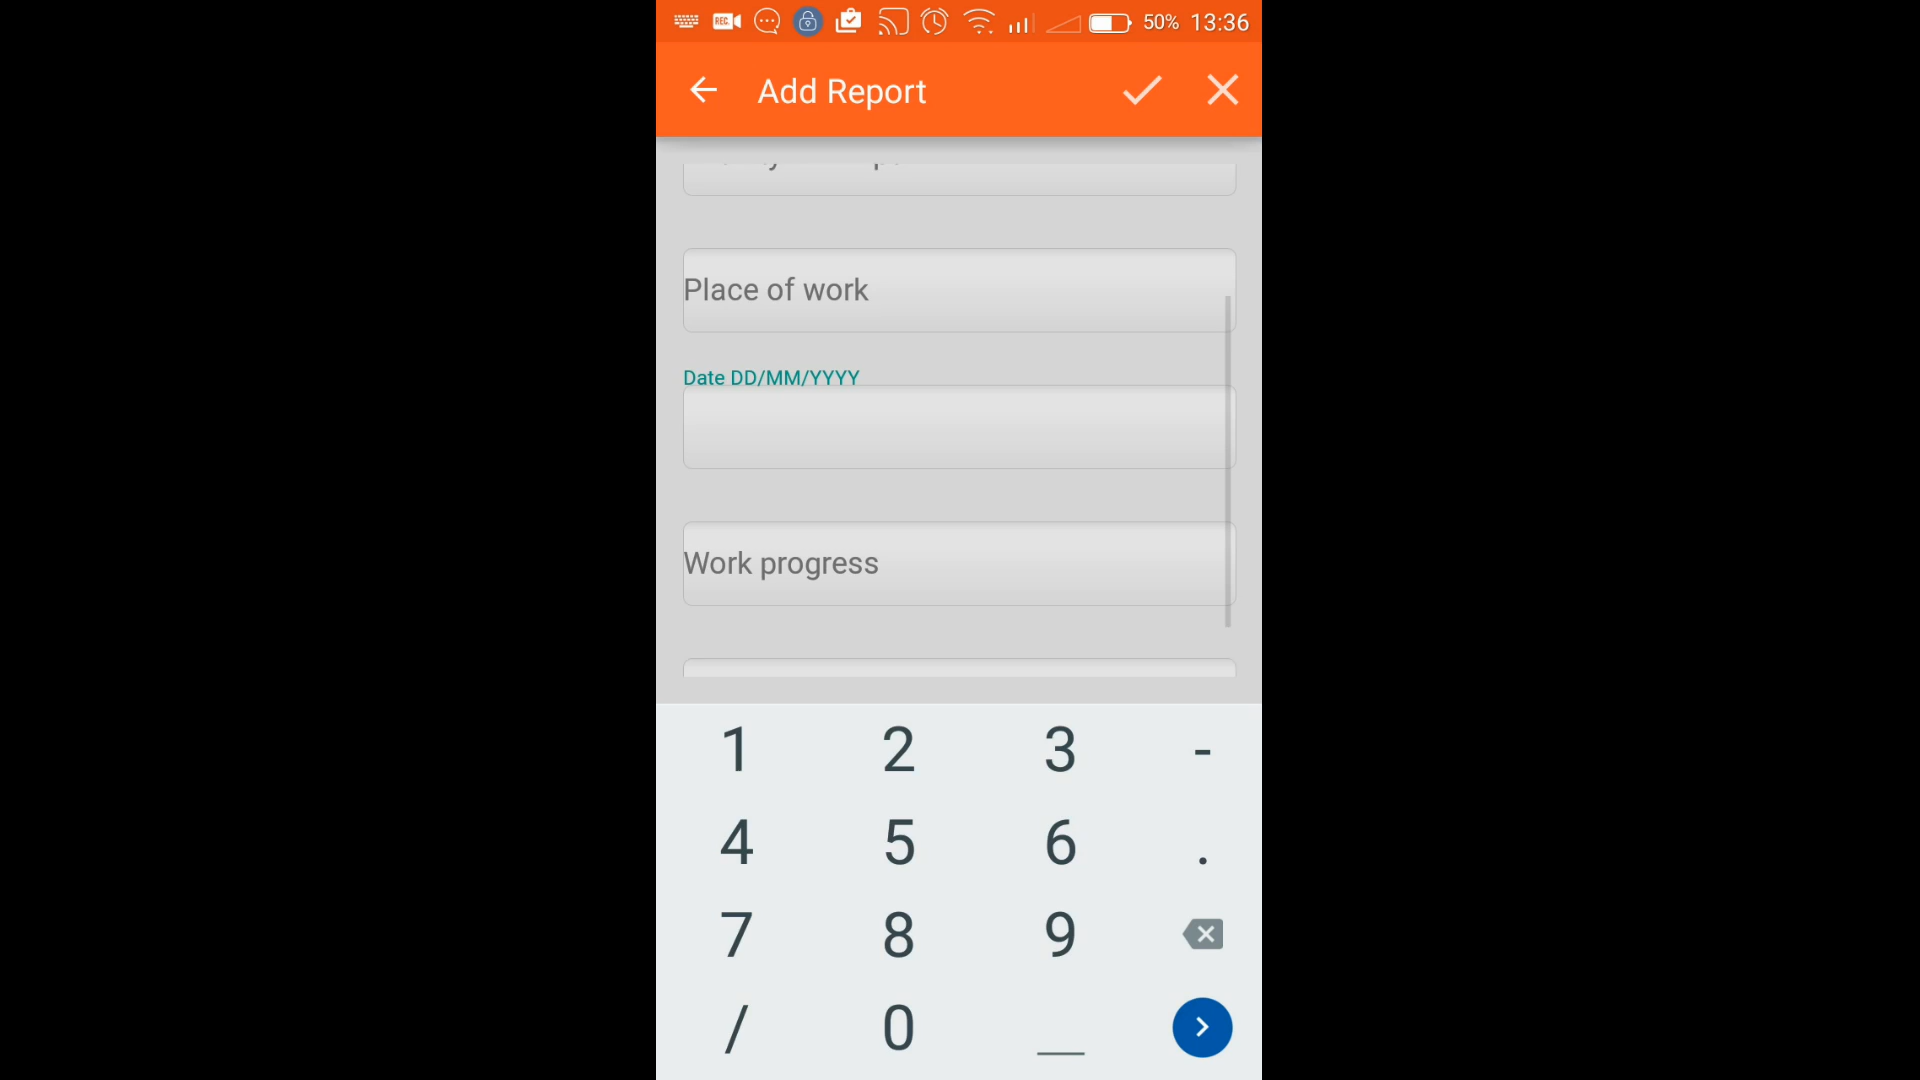 REC
50% 13:36
Add Report
Place of work
Date DD/MM/YYYY
Work progress
1 2 3 -
4 5 6 .
7 8 9
/ 0 _